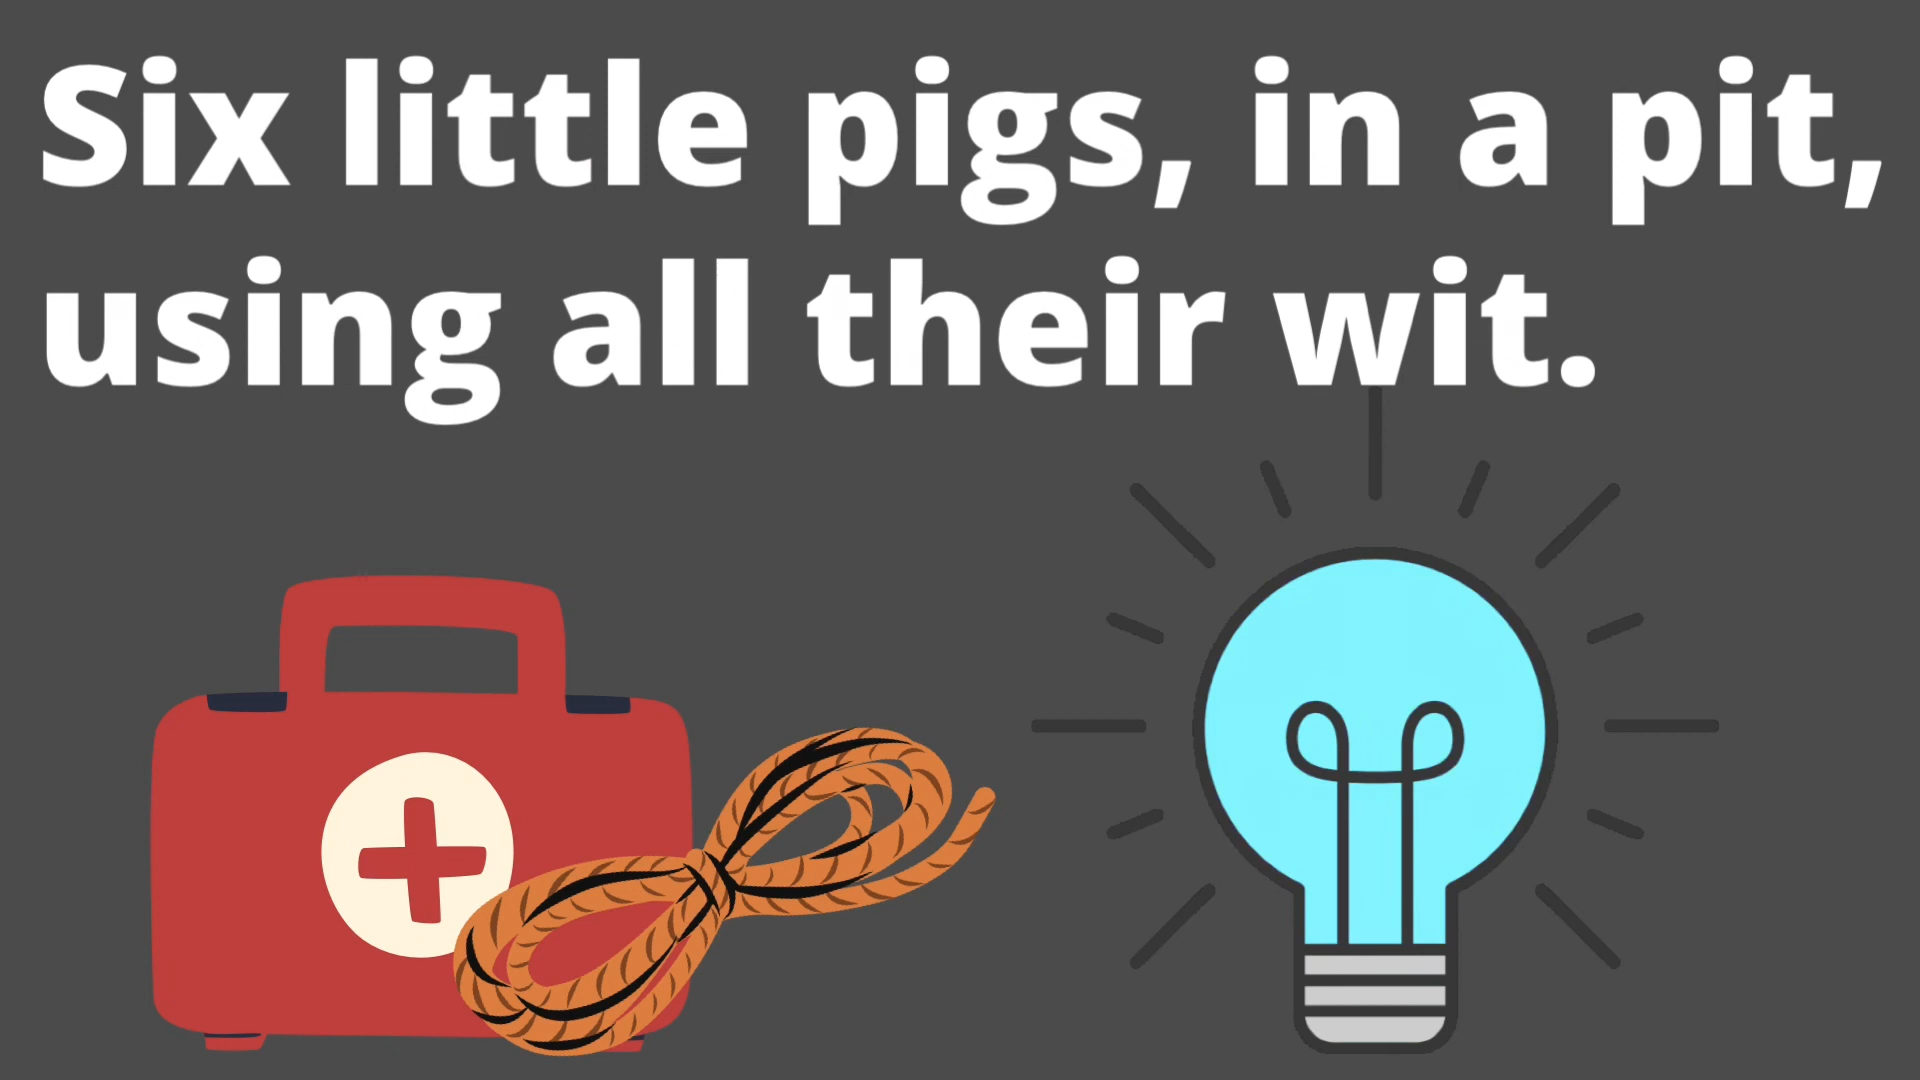 Six little pigs, in a pit,
using all their wit.